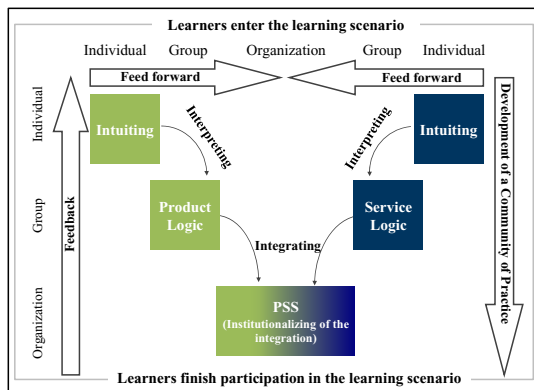 Learners enter the learning scenario
Individual Group Organization Group Individual
Feed forward Feed forward
Individual
Group
Organization
Feedback
Intuiting
Intuiting
Interpreting
Interpreting
Product
Logic
Service
Logic
Integrating
PSS
(Institutionalizing of the
integration)
Development of a Community
of Practice
Learners finish participation in the learning scenario